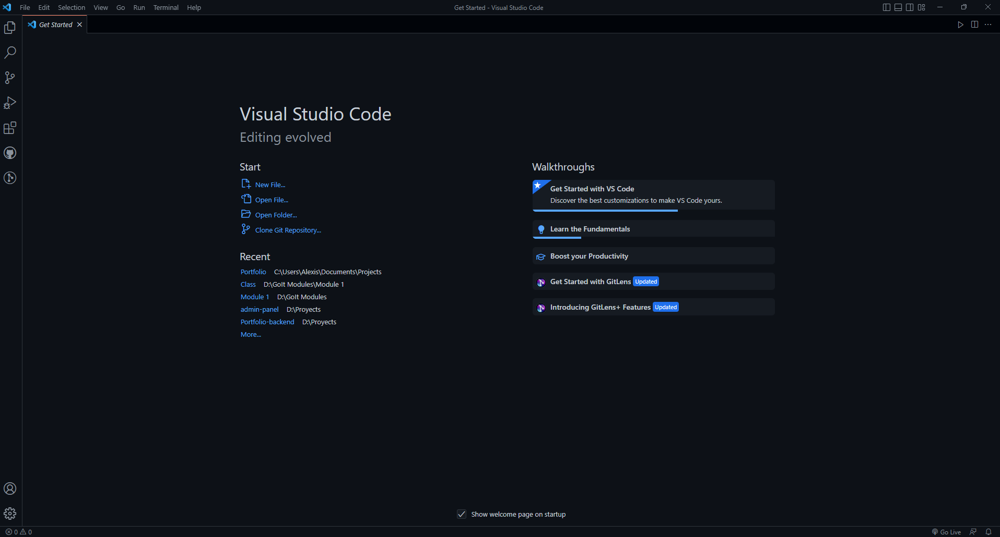 File Edit Selection View Go Run Terminal Help
Get Started - Visual Studio Code
Get Started
Visual Studio Code
Editing evolved
Start
New File...
Open File...
Open Folder...
Clone Git Repository...
Recent
Portfolio C:\Users\Alexis\Documents\Projects
Class D:\GoIt Modules\Module 1
Module 1 D:\GoIt Modules
admin-panel D:\Proyects
Portfolio-backend D:\Proyects
More...
Walkthroughs
Get Started with VS Code
Discover the best customizations to make VS Code yours.
Learn the Fundamentals
Boost your Productivity
Get Started with GitLens Updated
Introducing GitLens+ Features Updated
Show welcome page on startup
0 0
Go Live